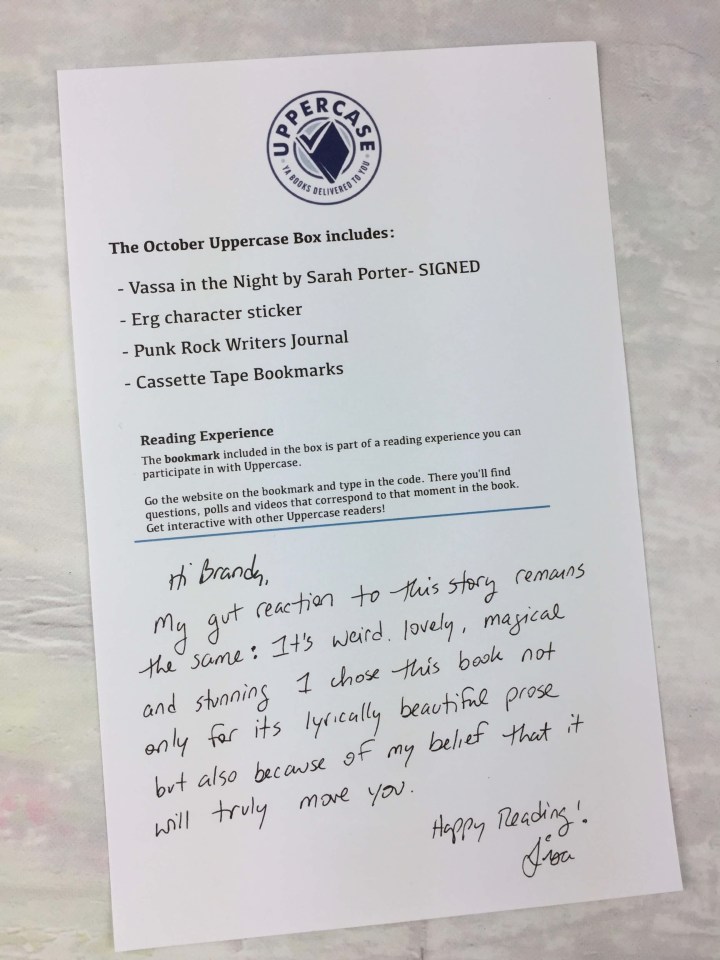 UPPERCASE
YA BOOKS DELIVERED TO YOU
The October Uppercase Box includes:
- Vassa in the Night by Sarah Porter- SIGNED
- Erg character sticker
- Punk Rock Writers Journal
- Cassette Tape Bookmarks
Reading Experience
The bookmark included in the box is part of a reading experience you can
participate in with Uppercase.
Go the website on the bookmark and type in the code. There you'll find
questions, polls and videos that correspond to that moment in the book.
Get interactive with other Uppercase readers!
Hi Brandy,
My gut reaction to this story remains
the same: It's weird. lovely, magical
and stunning I chose this book not
only for its lyrically beautiful prose
but also because of my belief that it
will truly move you.
Happy Reading!
Lisa